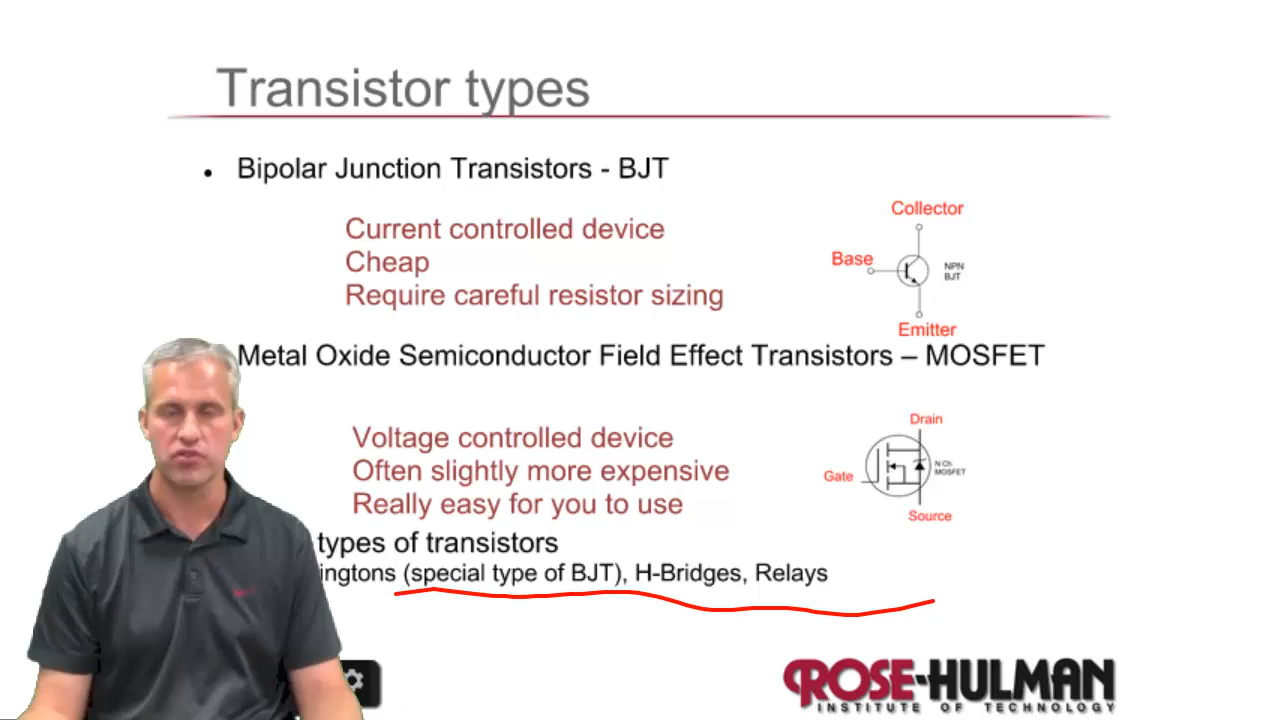 Transistor types
• Bipolar Junction Transistors - BJT
Current controlled device
Cheap
Require careful resistor sizing
Collector
Base
NPN
BJT
Emitter
Metal Oxide Semiconductor Field Effect Transistors – MOSFET
Voltage controlled device
Often slightly more expensive
Really easy for you to use
Drain
N Ch
MOSFET
Gate
Source
types of transistors
ingtons (special type of BJT), H-Bridges, Relays
ROSE-HULMAN
INSTITUTE OF TECHNOLOGY